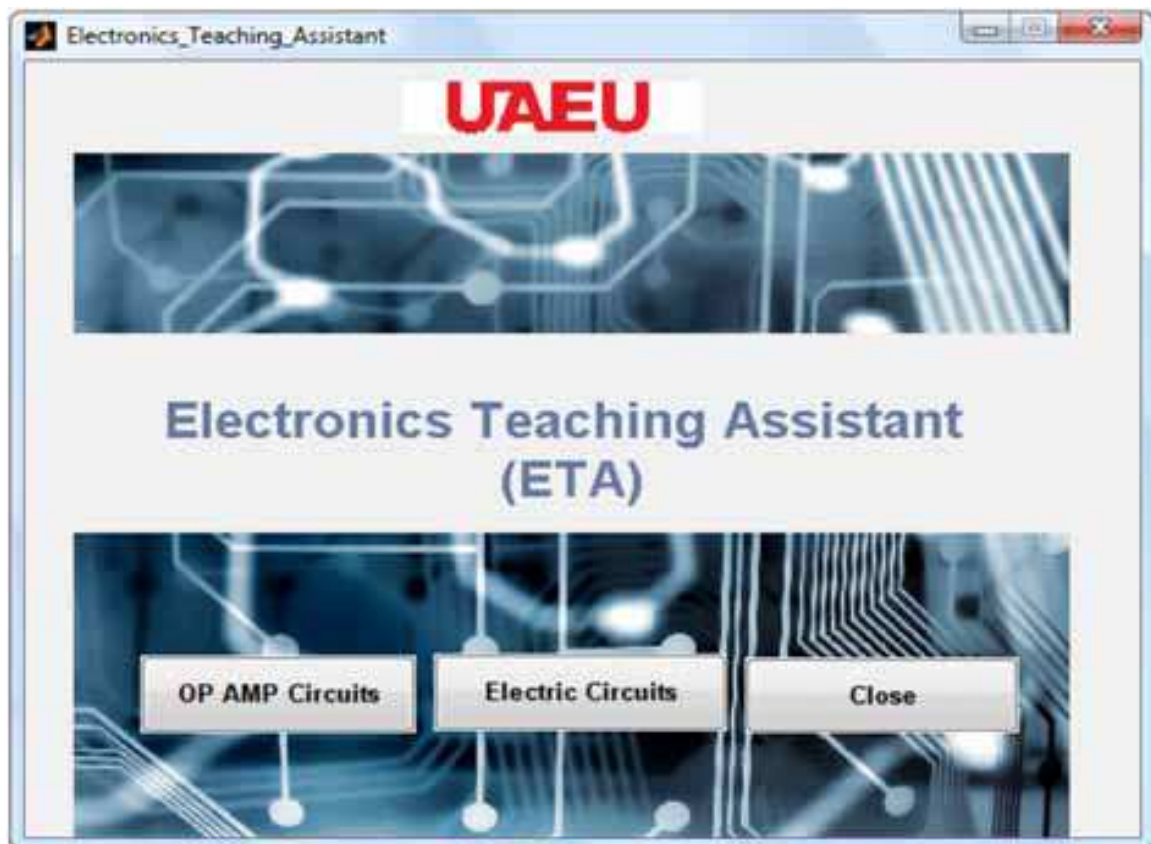 Electronics_Teaching_Assistant
UAEU
Electronics Teaching Assistant
(ETA)
OP AMP Circuits
Electric Circuits
Close